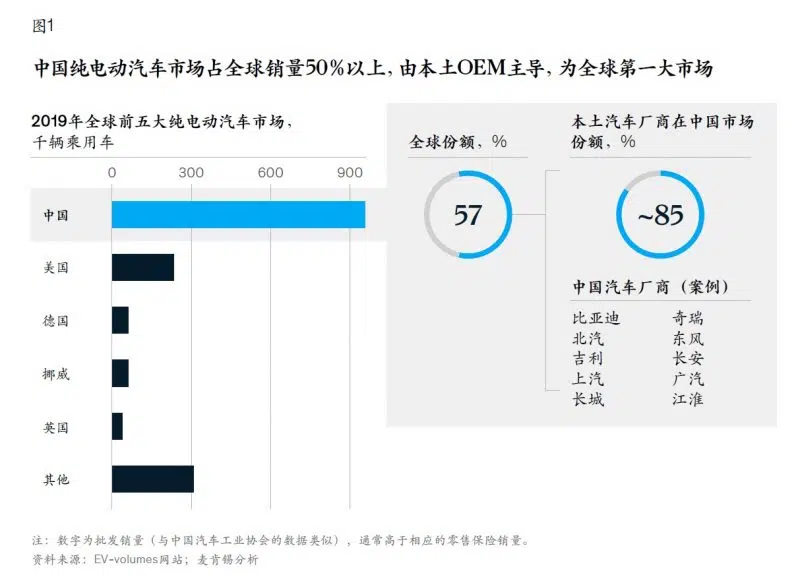 图1
中国纯电动汽车市场占全球销量50%以上，由本土OEM主导，为全球第一大市场
2019年全球前五大纯电动汽车市场，
千辆乘用车
0 300 600 900
中国
美国
德国
挪威
英国
其他
全球份额，%
57
本土汽车厂商在中国市场
份额，%
~85
中国汽车厂商（案例）
比亚迪 奇瑞
北汽 东风
吉利 长安
上汽 广汽
长城 江淮
注：数字为批发销量（与中国汽车工业协会的数据类似），通常高于相应的零售保险销量。
资料来源：EV-volumes网站；麦肯锡分析